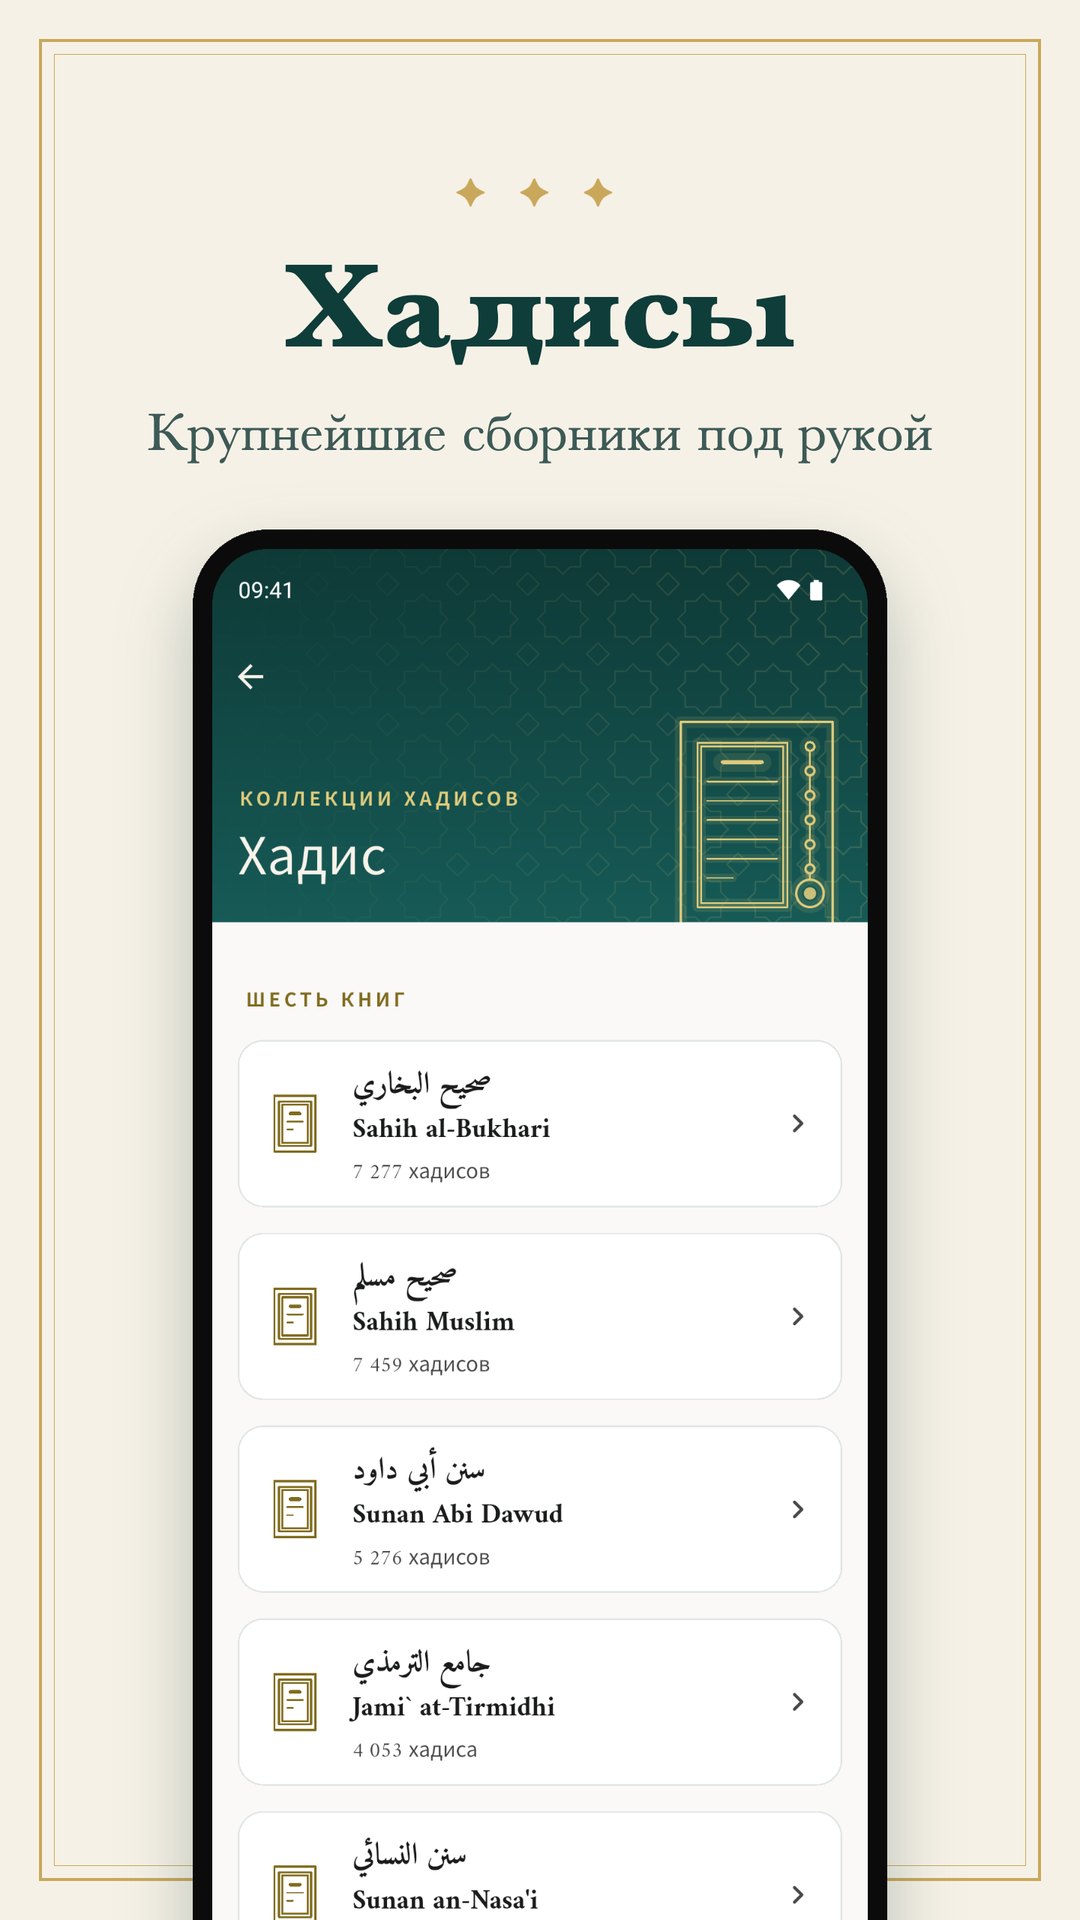 Хадисы
Крупнейшие сборники под рукой
09:41
КОЛЛЕКЦИИ ХАДИСОВ
Хадис
ШЕСТЬ КНИГ
صحيح البخاري
Sahih al-Bukhari
7 277 хадисов
صحيح مسلم
Sahih Muslim
7 459 хадисов
سنن أبي داود
Sunan Abi Dawud
5 276 хадисов
جامع الترمذي
Jami` at-Tirmidhi
4 053 хадиса
سنن النسائي
Sunan an-Nasa'i